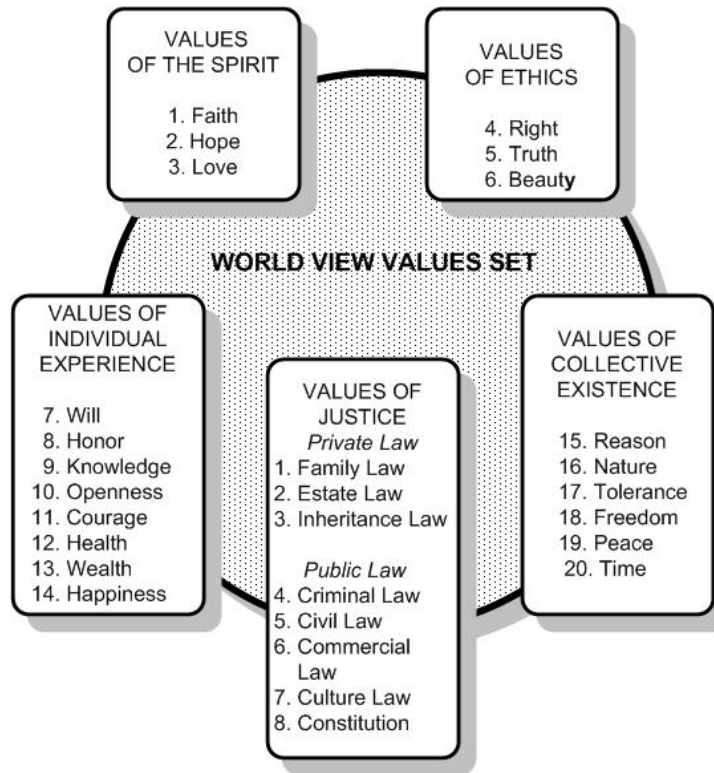 VALUES
OF THE SPIRIT
1. Faith
2. Hope
3. Love
VALUES
OF ETHICS
4. Right
5. Truth
6. Beauty
WORLD VIEW VALUES SET
VALUES OF
INDIVIDUAL
EXPERIENCE
7. Will
8. Honor
9. Knowledge
10. Openness
11. Courage
12. Health
13. Wealth
14. Happiness
VALUES OF
JUSTICE
Private Law
1. Family Law
2. Estate Law
3. Inheritance Law
Public Law
4. Criminal Law
5. Civil Law
6. Commercial
Law
7. Culture Law
8. Constitution
VALUES OF
COLLECTIVE
EXISTENCE
15. Reason
16. Nature
17. Tolerance
18. Freedom
19. Peace
20. Time